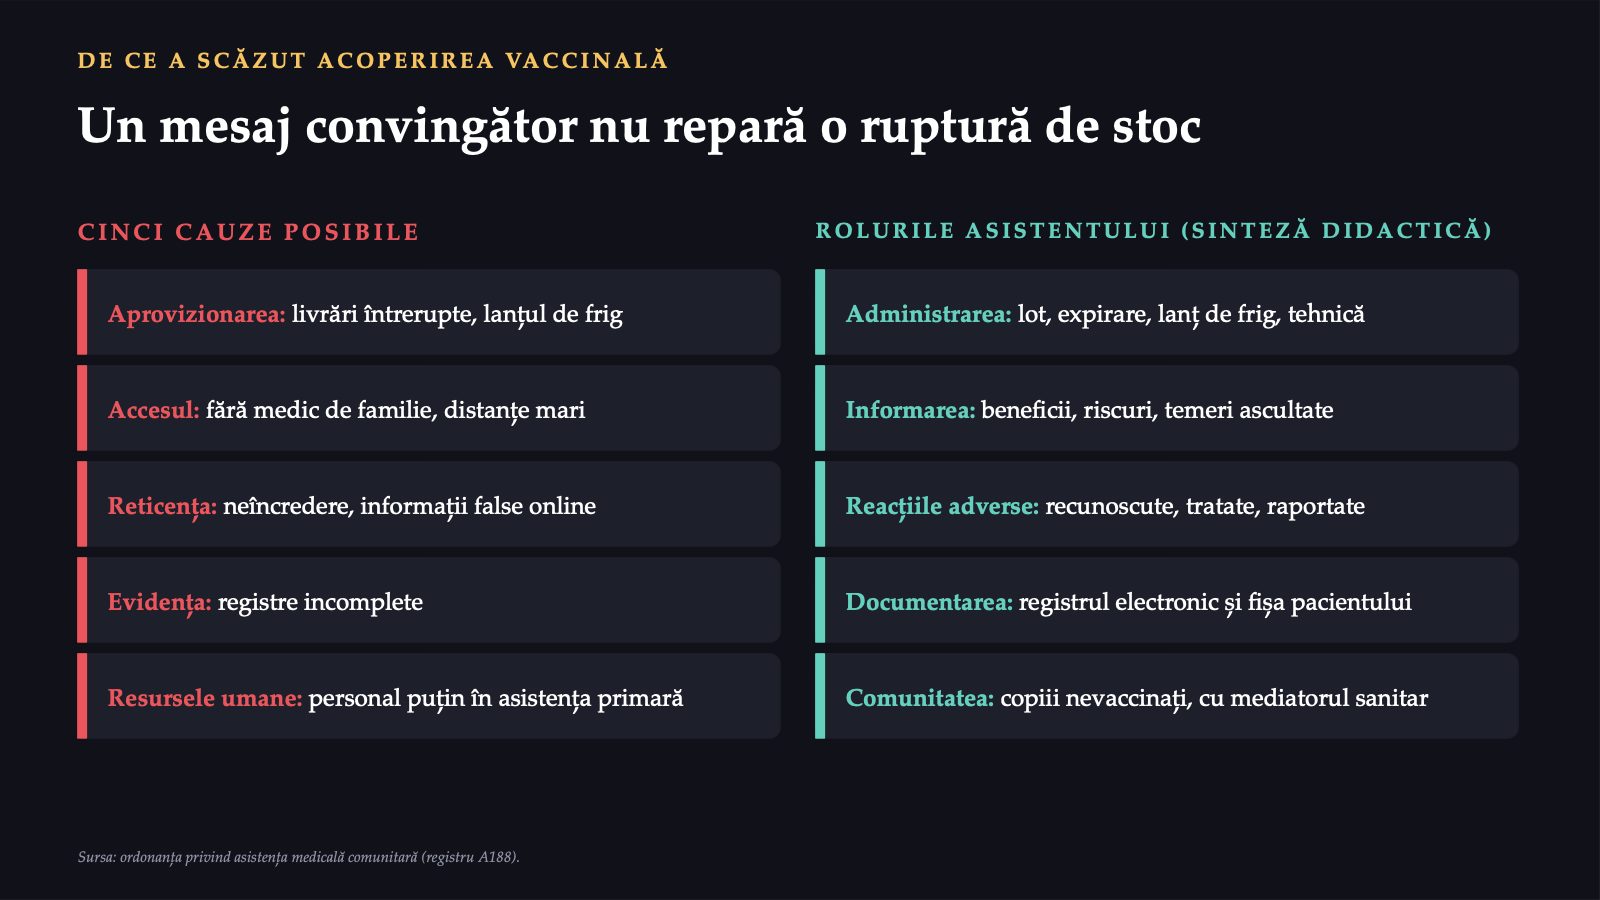 DE CE A SCĂZUT ACOPERIREA VACCINALĂ
Un mesaj convingător nu repară o ruptură de stoc
CINCI CAUZE POSIBILE
Aprovizionarea: livrări întrerupte, lanțul de frig
Accesul: fără medic de familie, distanțe mari
Reticența: neîncredere, informații false online
Evidența: registre incomplete
Resursele umane: personal puțin în asistența primară
ROLURILE ASISTENTULUI (SINTEZĂ DIDACTICĂ)
Administrarea: lot, expirare, lanț de frig, tehnică
Informarea: beneficii, riscuri, temeri ascultate
Reacțiile adverse: recunoscute, tratate, raportate
Documentarea: registrul electronic și fișa pacientului
Comunitatea: copiii nevaccinați, cu mediatorul sanitar
Sursa: ordonanța privind asistența medicală comunitară (registru A188).